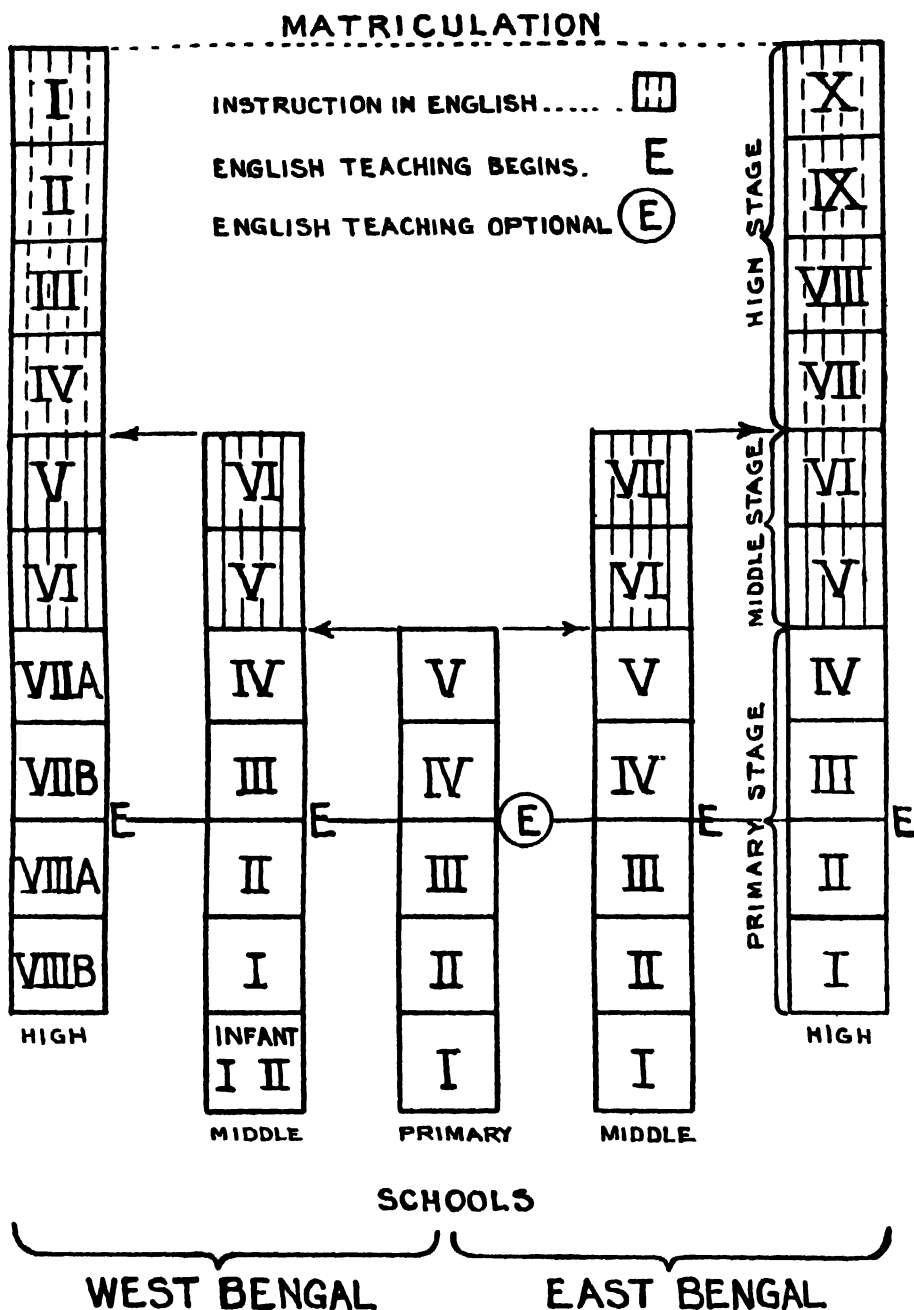 MATRICULATION
INSTRUCTION IN ENGLISH.... .
ENGLISH TEACHING BEGINS. E
ENGLISH TEACHING OPTIONAL E
I
II
III
IV
V
VI
VIIA
VIIB
VIIIA
VIIIB
HIGH
E
VI
V
IV
III
II
I
INFANT
I II
MIDDLE
E
V
IV
III
II
I
PRIMARY
E
VII
VI
V
IV
III
II
I
MIDDLE
E
HIGH STAGE
MIDDLE STAGE
PRIMARY STAGE
X
IX
VIII
VII
VI
V
IV
III
II
I
HIGH
E
SCHOOLS
WEST BENGAL EAST BENGAL